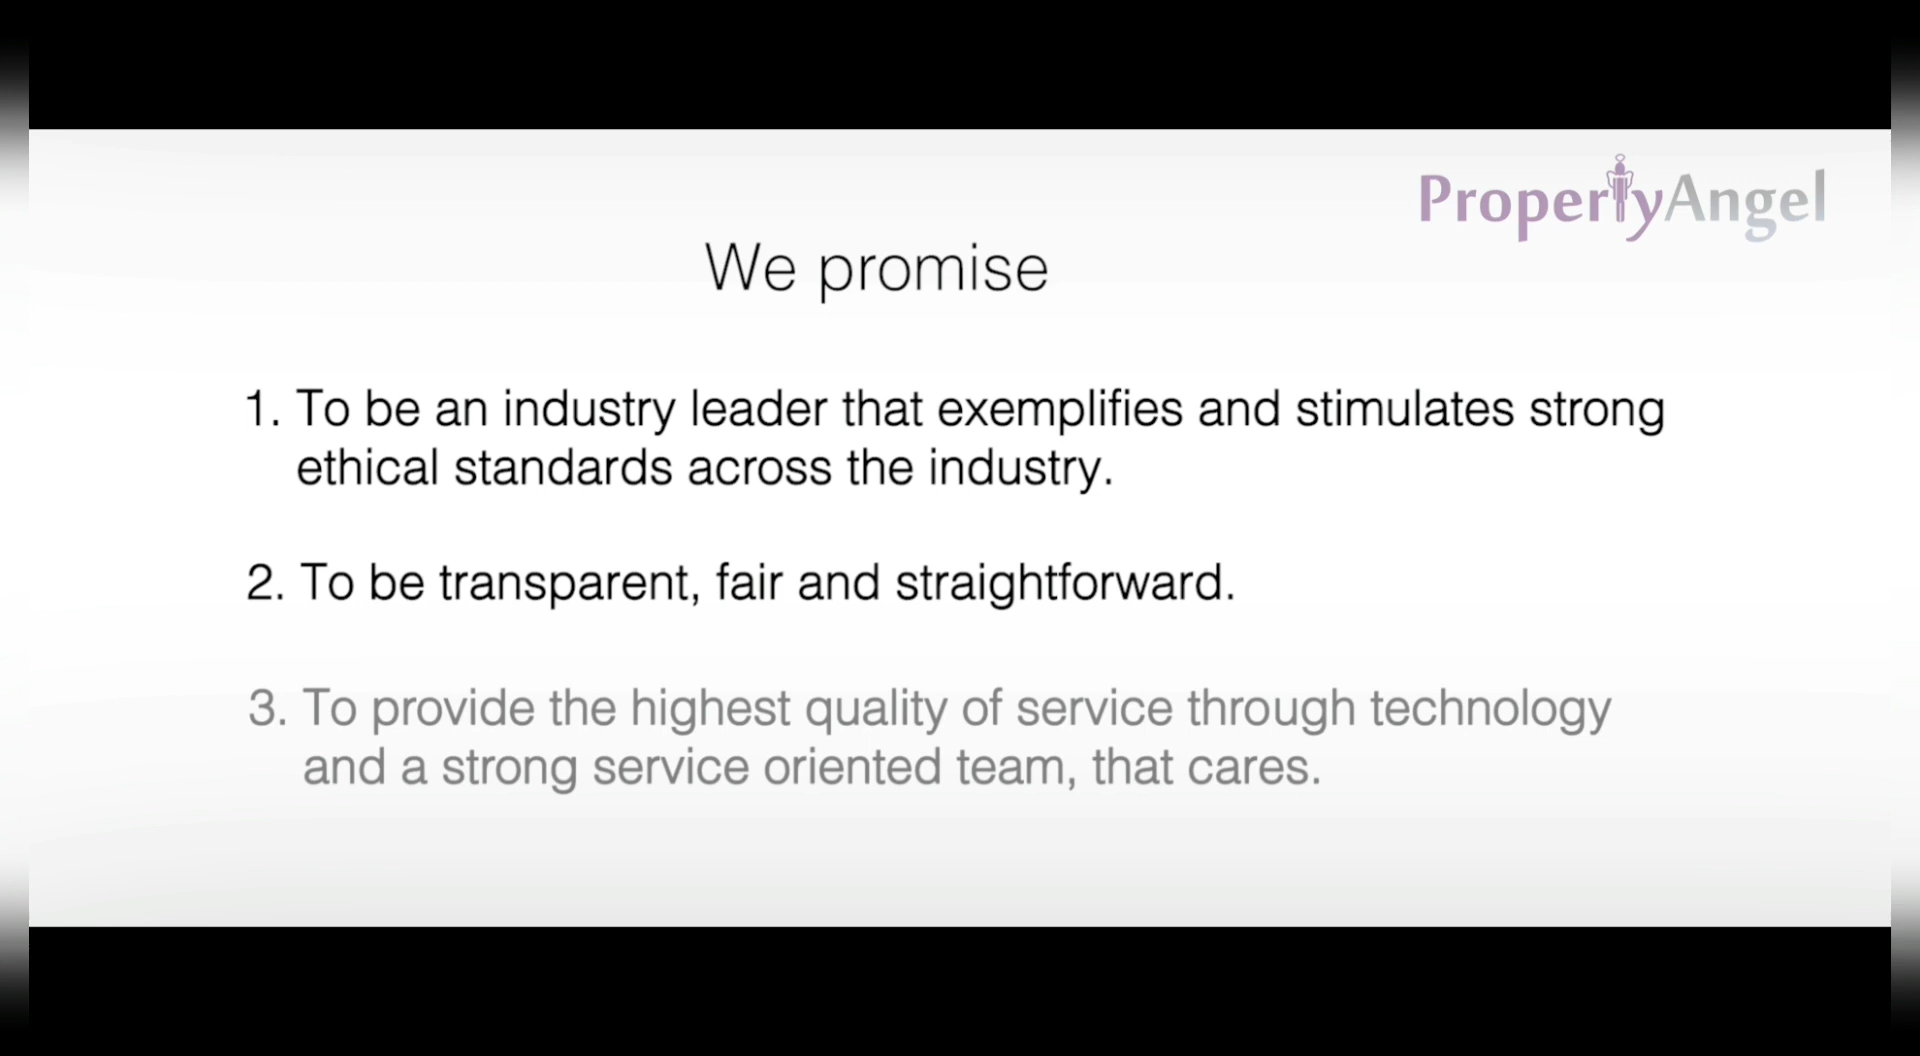 PropertyAngel
We promise
1. To be an industry leader that exemplifies and stimulates strong
ethical standards across the industry.
2. To be transparent, fair and straightforward.
3. To provide the highest quality of service through technology
and a strong service oriented team, that cares.